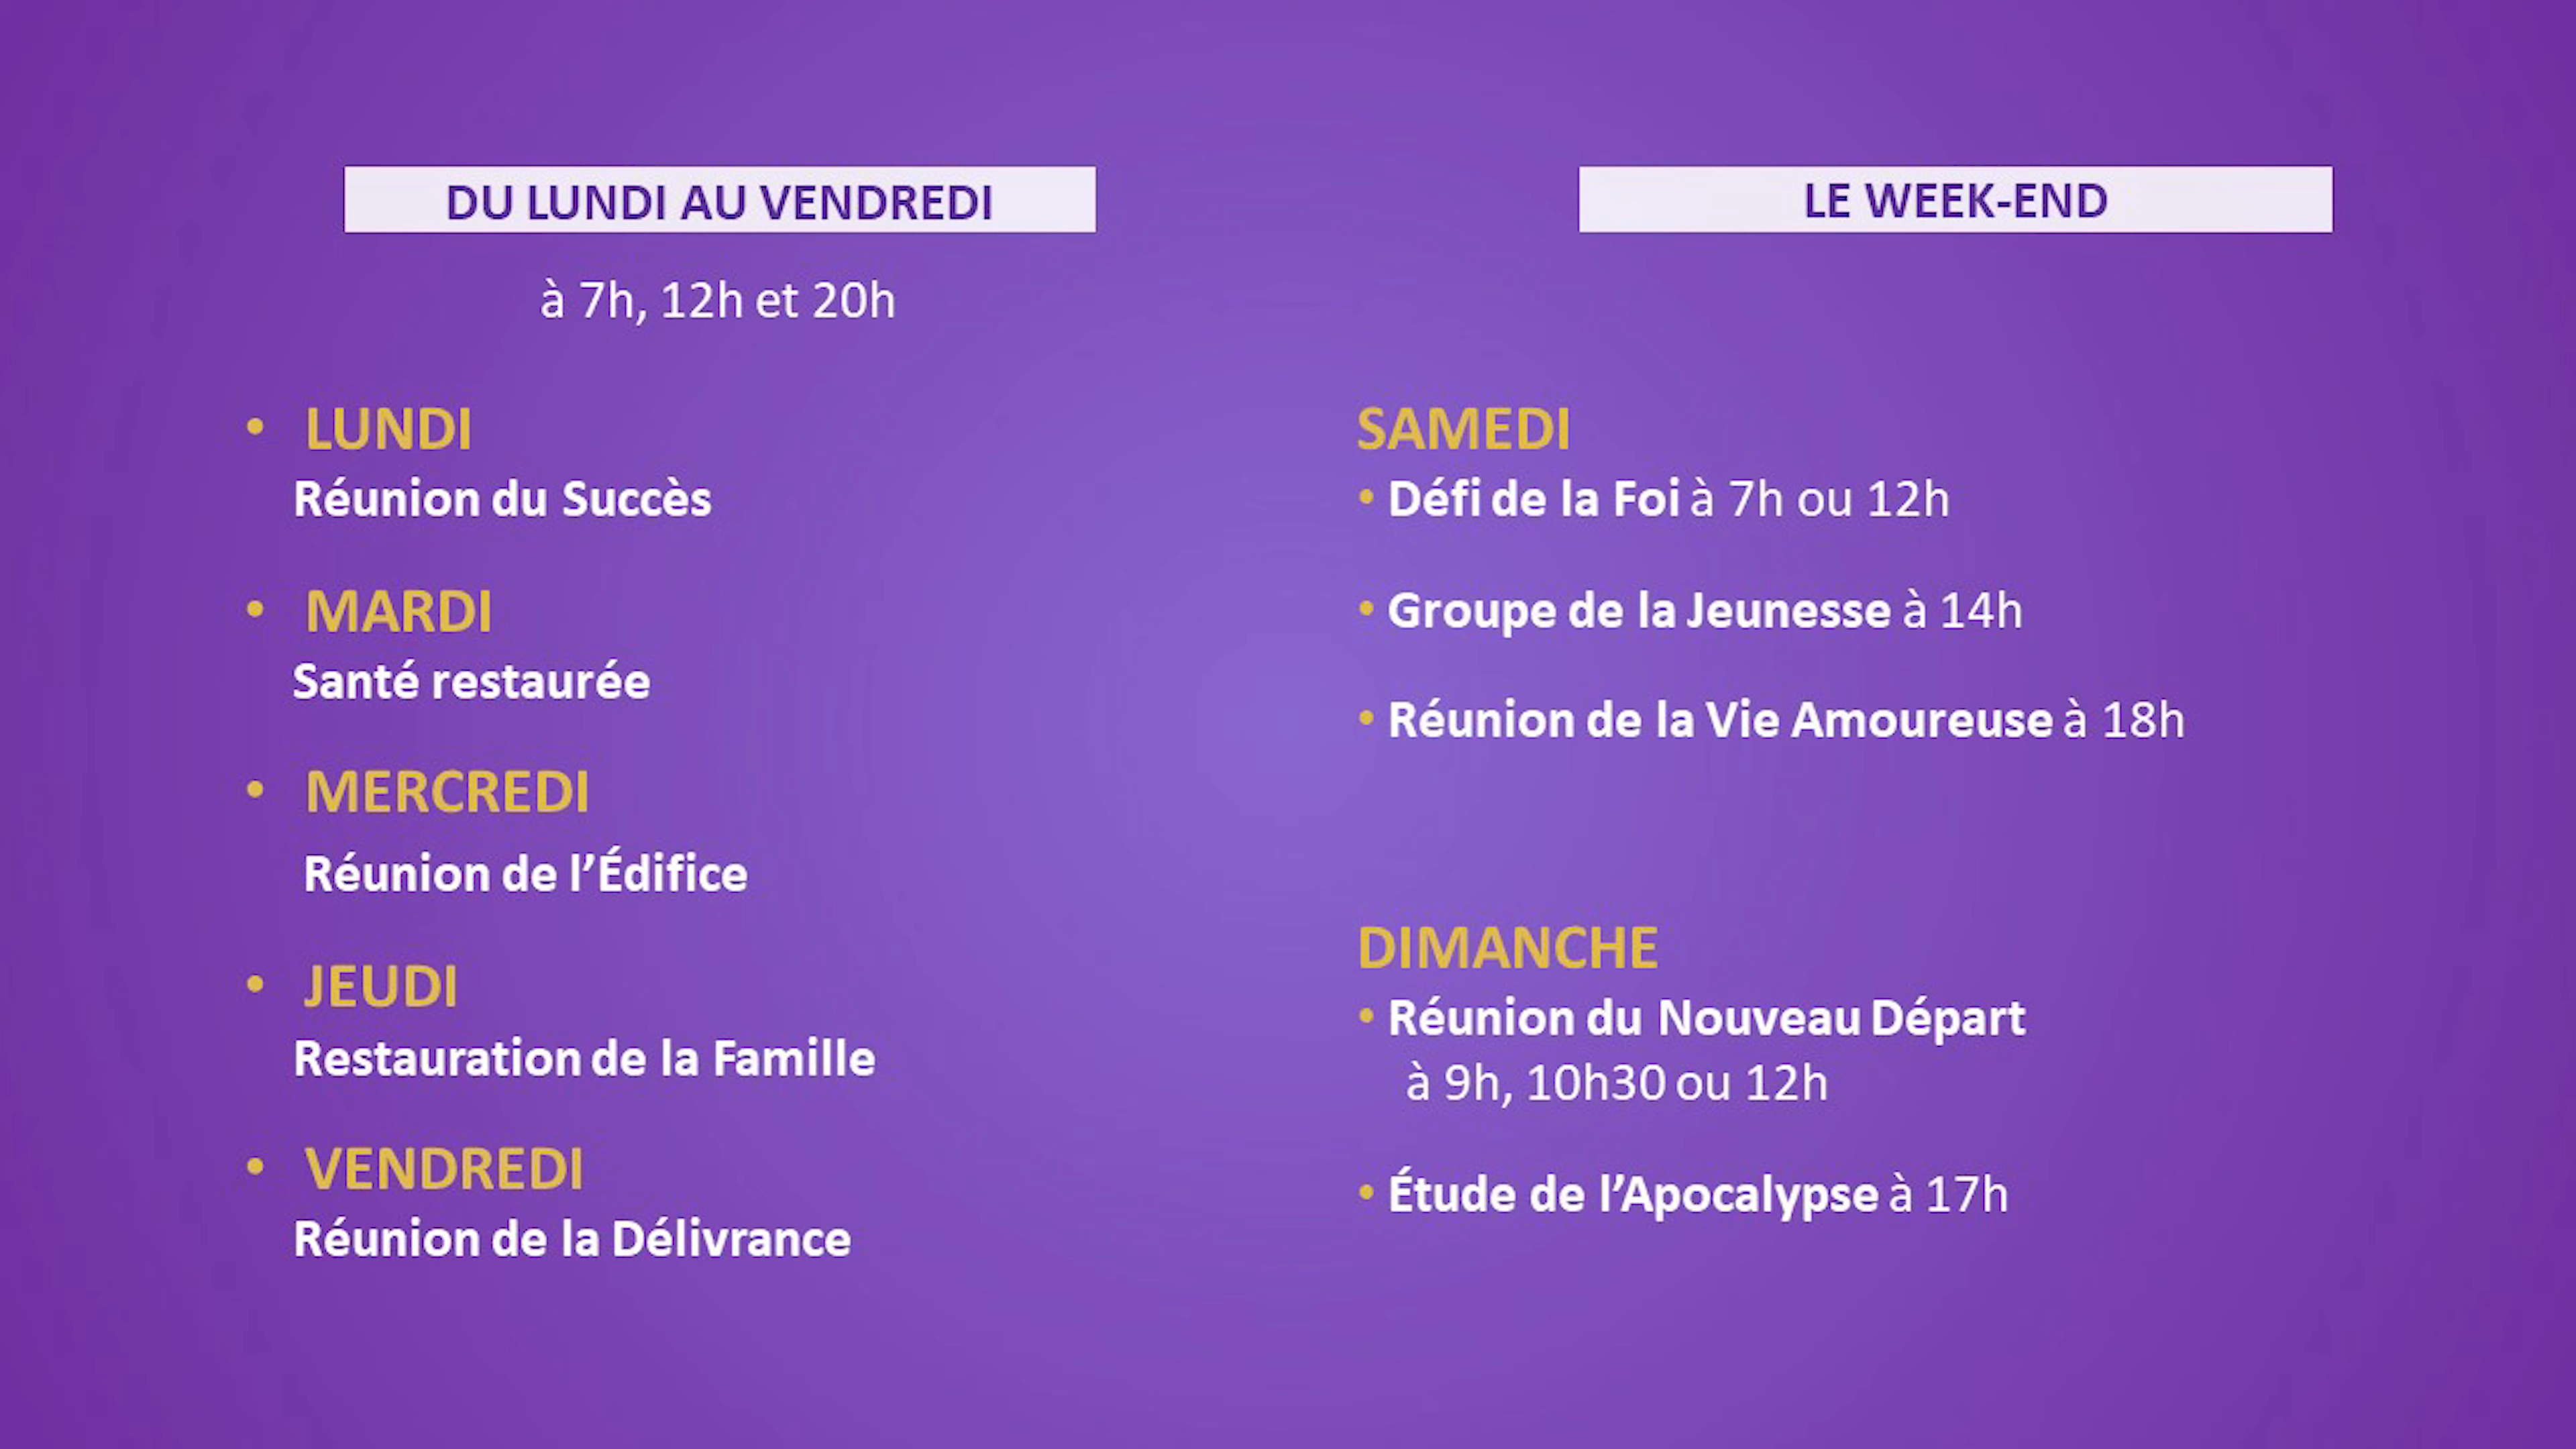 DU LUNDI AU VENDREDI
à 7h, 12h et 20h
• LUNDI
Réunion du Succès
• MARDI
Santé restaurée
• MERCREDI
Réunion de l’Édifice
• JEUDI
Restauration de la Famille
• VENDREDI
Réunion de la Délivrance
LE WEEK-END
SAMEDI
• Défi de la Foi à 7h ou 12h
• Groupe de la Jeunesse à 14h
• Réunion de la Vie Amoureuse à 18h
DIMANCHE
• Réunion du Nouveau Départ
à 9h, 10h30 ou 12h
• Étude de l’Apocalypse à 17h